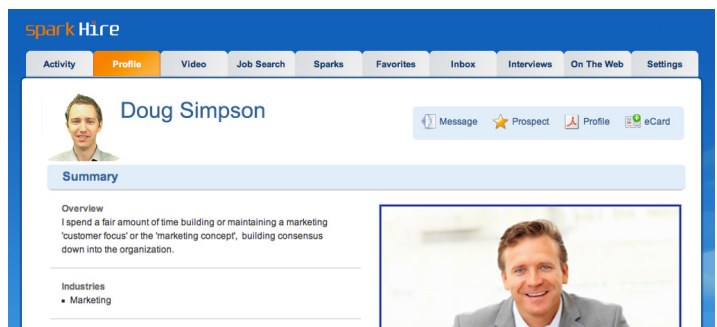 spark Hire
Activity Profile Video Job Search Sparks Favorites Inbox Interviews On The Web Settings
Doug Simpson
Message Prospect Profile eCard
Summary
Overview
I spend a fair amount of time building or maintaining a marketing
'customer focus' or the 'marketing concept', building consensus
down into the organization.
Industries
▪ Marketing